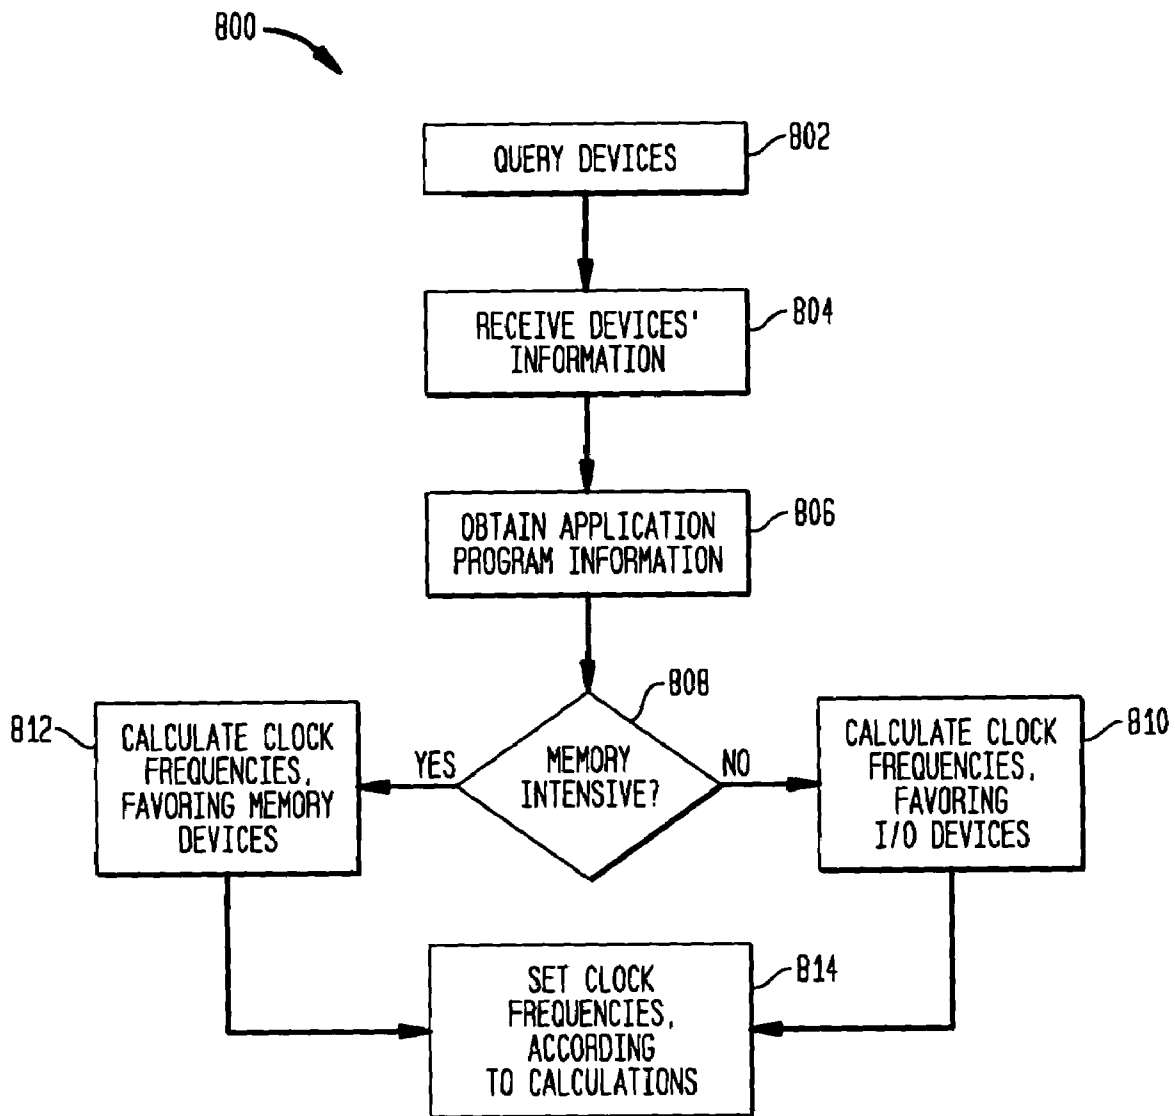 800
QUERY DEVICES
802
RECEIVE DEVICES'
INFORMATION
804
OBTAIN APPLICATION
PROGRAM INFORMATION
806
808
MEMORY
INTENSIVE?
YES
NO
812
CALCULATE CLOCK
FREQUENCIES,
FAVORING MEMORY
DEVICES
810
CALCULATE CLOCK
FREQUENCIES,
FAVORING
I/O DEVICES
SET CLOCK
FREQUENCIES,
ACCORDING
TO CALCULATIONS
814